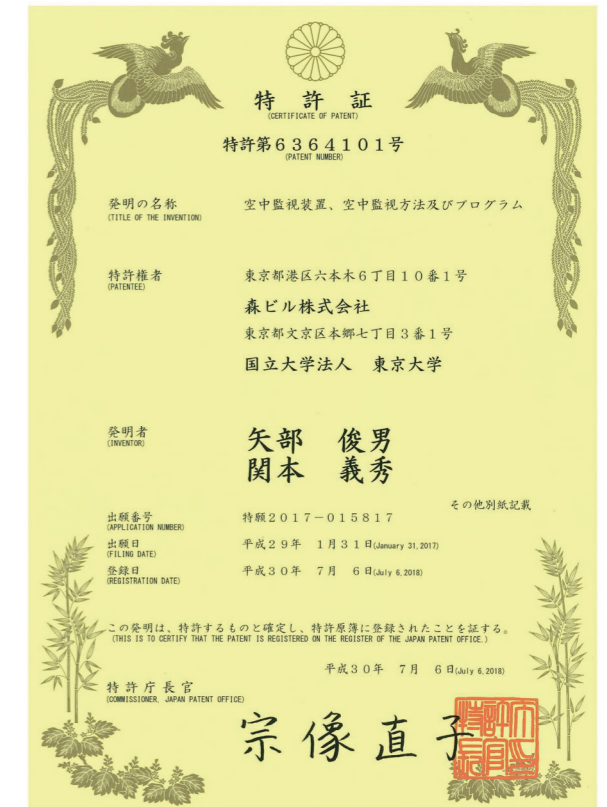 特許証
(CERTIFICATE OF PATENT)
特許第6364101号
(PATENT NUMBER)
発明の名称
(TITLE OF THE INVENTION)
空中監視装置、空中監視方法及びプログラム
特許権者
(PATENTEE)
東京都港区六本木6丁目10番1号
森ビル株式会社
東京都文京区本郷七丁目3番1号
国立大学法人 東京大学
発明者
(INVENTOR)
矢部 俊男
関本 義秀
その他別紙記載
出願番号
(APPLICATION NUMBER)
特願2017-015817
出願日
(FILING DATE)
平成29年 1月31日(January 31,2017)
登録日
(REGISTRATION DATE)
平成30年 7月 6日(July 6,2018)
この発明は、特許するものと確定し、特許原簿に登録されたことを証する。
(THIS IS TO CERTIFY THAT THE PATENT IS REGISTERED ON THE REGISTER OF THE JAPAN PATENT OFFICE.)
平成30年 7月 6日(July 6,2018)
特許庁長官
(COMMISSIONER, JAPAN PATENT OFFICE)
宗像直子